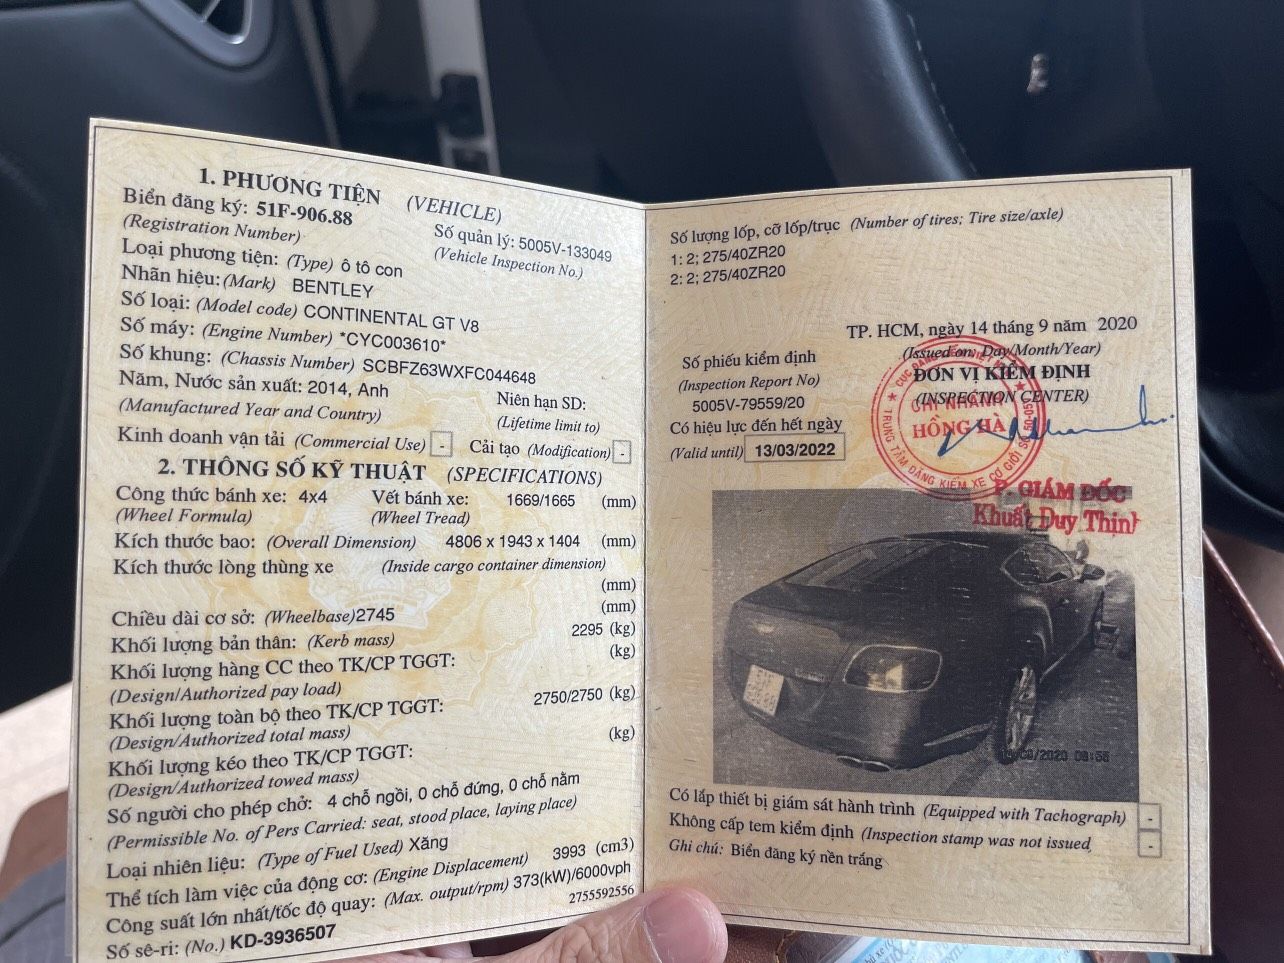 1. PHƯƠNG TIỆN (VEHICLE)
Biển đăng ký: 51F-906.88
(Registration Number)
Số quản lý: 5005V-133049
(Vehicle Inspection No.)
Loại phương tiện: (Type) ô tô con
Nhãn hiệu: (Mark) BENTLEY
Số loại: (Model code) CONTINENTAL GT V8
Số máy: (Engine Number) *CYC003610*
Số khung: (Chassis Number) SCBFZ63WXFC044648
Năm, Nước sản xuất: 2014, Anh
(Manufactured Year and Country)
Niên hạn SD:
(Lifetime limit to)
Kinh doanh vận tải (Commercial Use) - Cải tạo (Modification) -
2. THÔNG SỐ KỸ THUẬT (SPECIFICATIONS)
Công thức bánh xe: 4x4 Vết bánh xe: 1669/1665 (mm)
(Wheel Formula) (Wheel Tread)
Kích thước bao: (Overall Dimension) 4806 x 1943 x 1404 (mm)
Kích thước lòng thùng xe (Inside cargo container dimension)
(mm)
Chiều dài cơ sở: (Wheelbase) 2745 (mm)
Khối lượng bản thân: (Kerb mass) 2295 (kg)
Khối lượng hàng CC theo TK/CP TGGT: (kg)
(Design/Authorized pay load)
Khối lượng toàn bộ theo TK/CP TGGT: 2750/2750 (kg)
(Design/Authorized total mass)
Khối lượng kéo theo TK/CP TGGT: (kg)
(Design/Authorized towed mass)
Số người cho phép chở: 4 chỗ ngồi, 0 chỗ đứng, 0 chỗ nằm
(Permissible No. of Pers Carried: seat, stood place, laying place)
Loại nhiên liệu: (Type of Fuel Used) Xăng
Thể tích làm việc của động cơ: (Engine Displacement) 3993 (cm3)
Công suất lớn nhất/tốc độ quay: (Max. output/rpm) 373(kW)/6000vph
2755592556
Số sê-ri: (No.) KD-3936507
Số lượng lốp, cỡ lốp/trục (Number of tires; Tire size/axle)
1: 2; 275/40ZR20
2: 2; 275/40ZR20
TP. HCM, ngày 14 tháng 9 năm 2020
(Issued on: Day/Month/Year)
ĐƠN VỊ KIỂM ĐỊNH
(INSPECTION CENTER)
Số phiếu kiểm định
(Inspection Report No)
5005V-79559/20
Có hiệu lực đến hết ngày
(Valid until) 13/03/2022
CHI NHÁNH
HỒNG HÀ
TRUNG TÂM ĐĂNG KIỂM XE CƠ GIỚI SỐ 50-05V
P. GIÁM ĐỐC
Khuất Duy Thịnh
09/2020 08:56
Có lắp thiết bị giám sát hành trình (Equipped with Tachograph) -
Không cấp tem kiểm định (Inspection stamp was not issued) -
Ghi chú: Biển đăng ký nền trắng